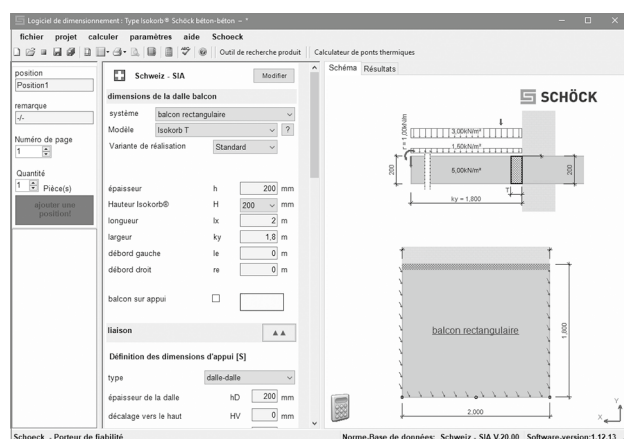 Logiciel de dimensionnement : Type Isokorb® Schöck béton-béton - *
fichier projet calculer paramètres aide Schoeck
Outil de recherche produit Calculateur de ponts thermiques
position
Position1
remarque
-/-
Numéro de page
1
Quantité
1 Pièce(s)
ajouter une position!
Schweiz - SIA Modifier
dimensions de la dalle balcon
système balcon rectangulaire
Modèle Isokorb T ?
Variante de réalisation Standard
épaisseur h 200 mm
Hauteur Isokorb® H 200 mm
longueur lx 2 m
largeur ky 1,8 m
débord gauche le 0 m
débord droit re 0 m
balcon sur appui
liaison
Définition des dimensions d'appui [S]
type dalle-dalle
épaisseur de la dalle hD 200 mm
décalage vers le haut HV 0 mm
Schéma Résultats
SCHÖCK
r = 1,00kN/m
3,00kN/m²
1,50kN/m²
5,00kN/m²
200
200
T
ky = 1,800
balcon rectangulaire
1,800
2,000
Y
X
Schoeck - Porteur de fiabilité
Norme-Base de données: Schweiz - SIA V.20.00 Software-version:1.12.13